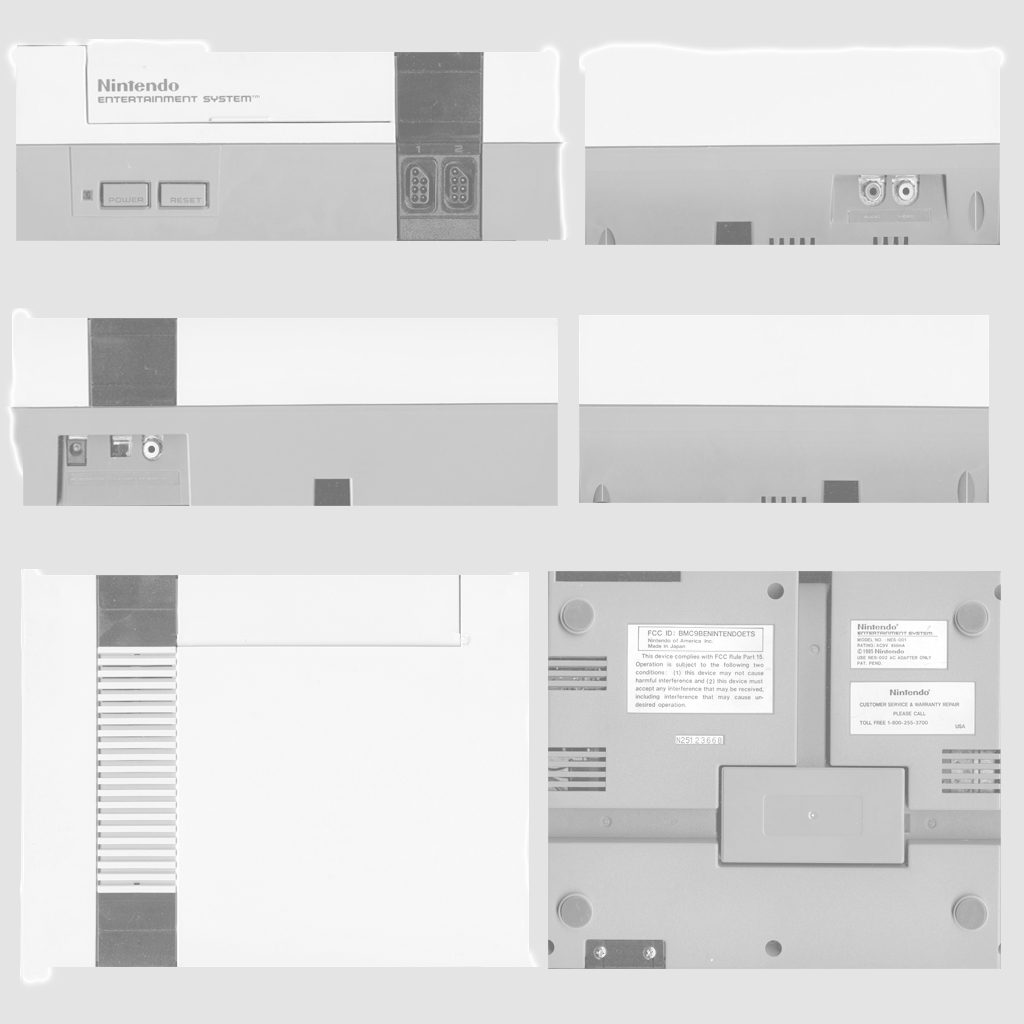 Nintendo
ENTERTAINMENT SYSTEM™
1 2
POWER RESET
FCC ID: BMC9BENINTENDOETS
Nintendo of America Inc.
Made in Japan
This device complies with FCC Rule Part 15.
Operation is subject to the following two
conditions: (1) this device may not cause
harmful interference and (2) this device must
accept any interference that may be received,
including interference that may cause un-
desired operation.
N25123668
Nintendo®
ENTERTAINMENT SYSTEM
MODEL NO.: NES-001
RATING: AC9V 850mA
©1985 Nintendo
USE NES-002 AC ADAPTER ONLY
PAT. PEND.
Nintendo®
CUSTOMER SERVICE & WARRANTY REPAIR
PLEASE CALL
TOLL FREE 1-800-255-3700
USA